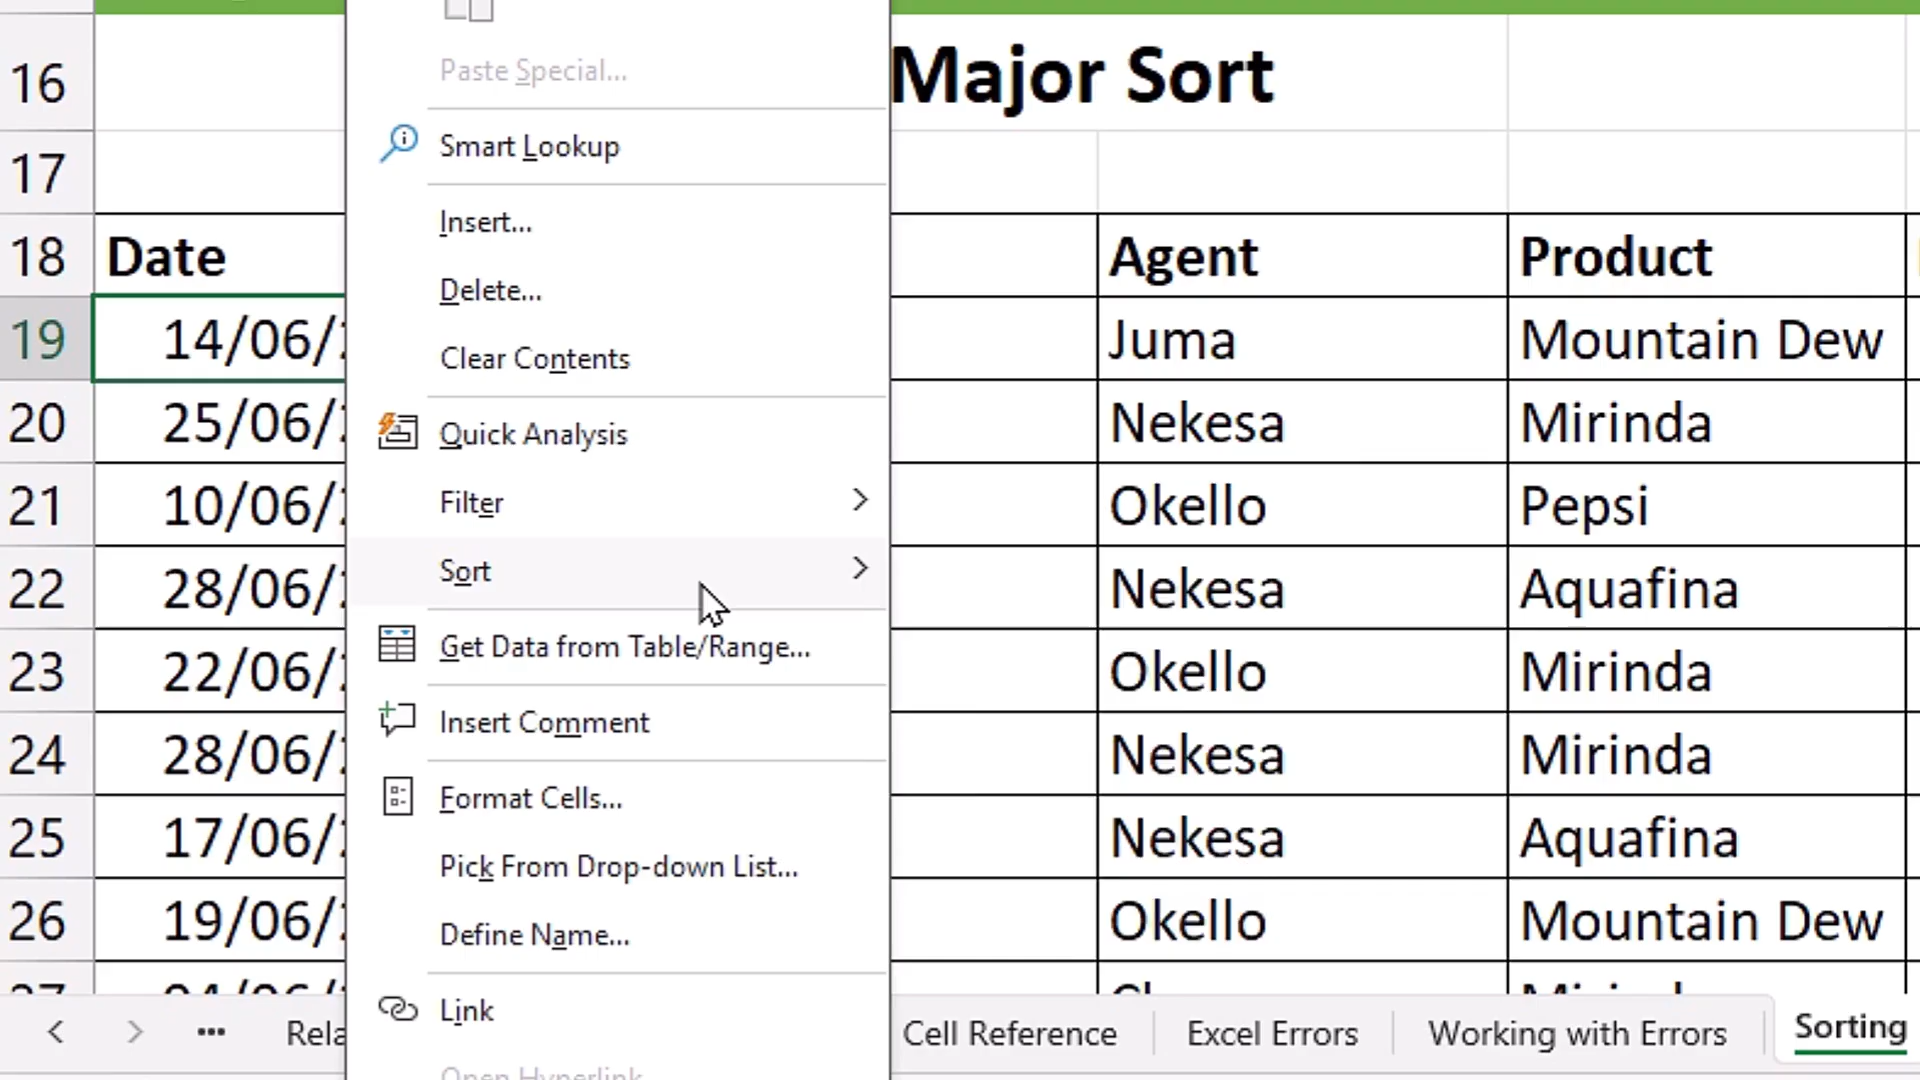 16 Major Sort
17
18 Date Agent Product
19 14/06/ Juma Mountain Dew
20 25/06/ Nekesa Mirinda
21 10/06/ Okello Pepsi
22 28/06/ Nekesa Aquafina
23 22/06/ Okello Mirinda
24 28/06/ Nekesa Mirinda
25 17/06/ Nekesa Aquafina
26 19/06/ Okello Mountain Dew
Paste Special...
Smart Lookup
Insert...
Delete...
Clear Contents
Quick Analysis
Filter
Sort
Get Data from Table/Range...
Insert Comment
Format Cells...
Pick From Drop-down List...
Define Name...
Link
Open Hyperlink
Rela Cell Reference Excel Errors Working with Errors Sorting